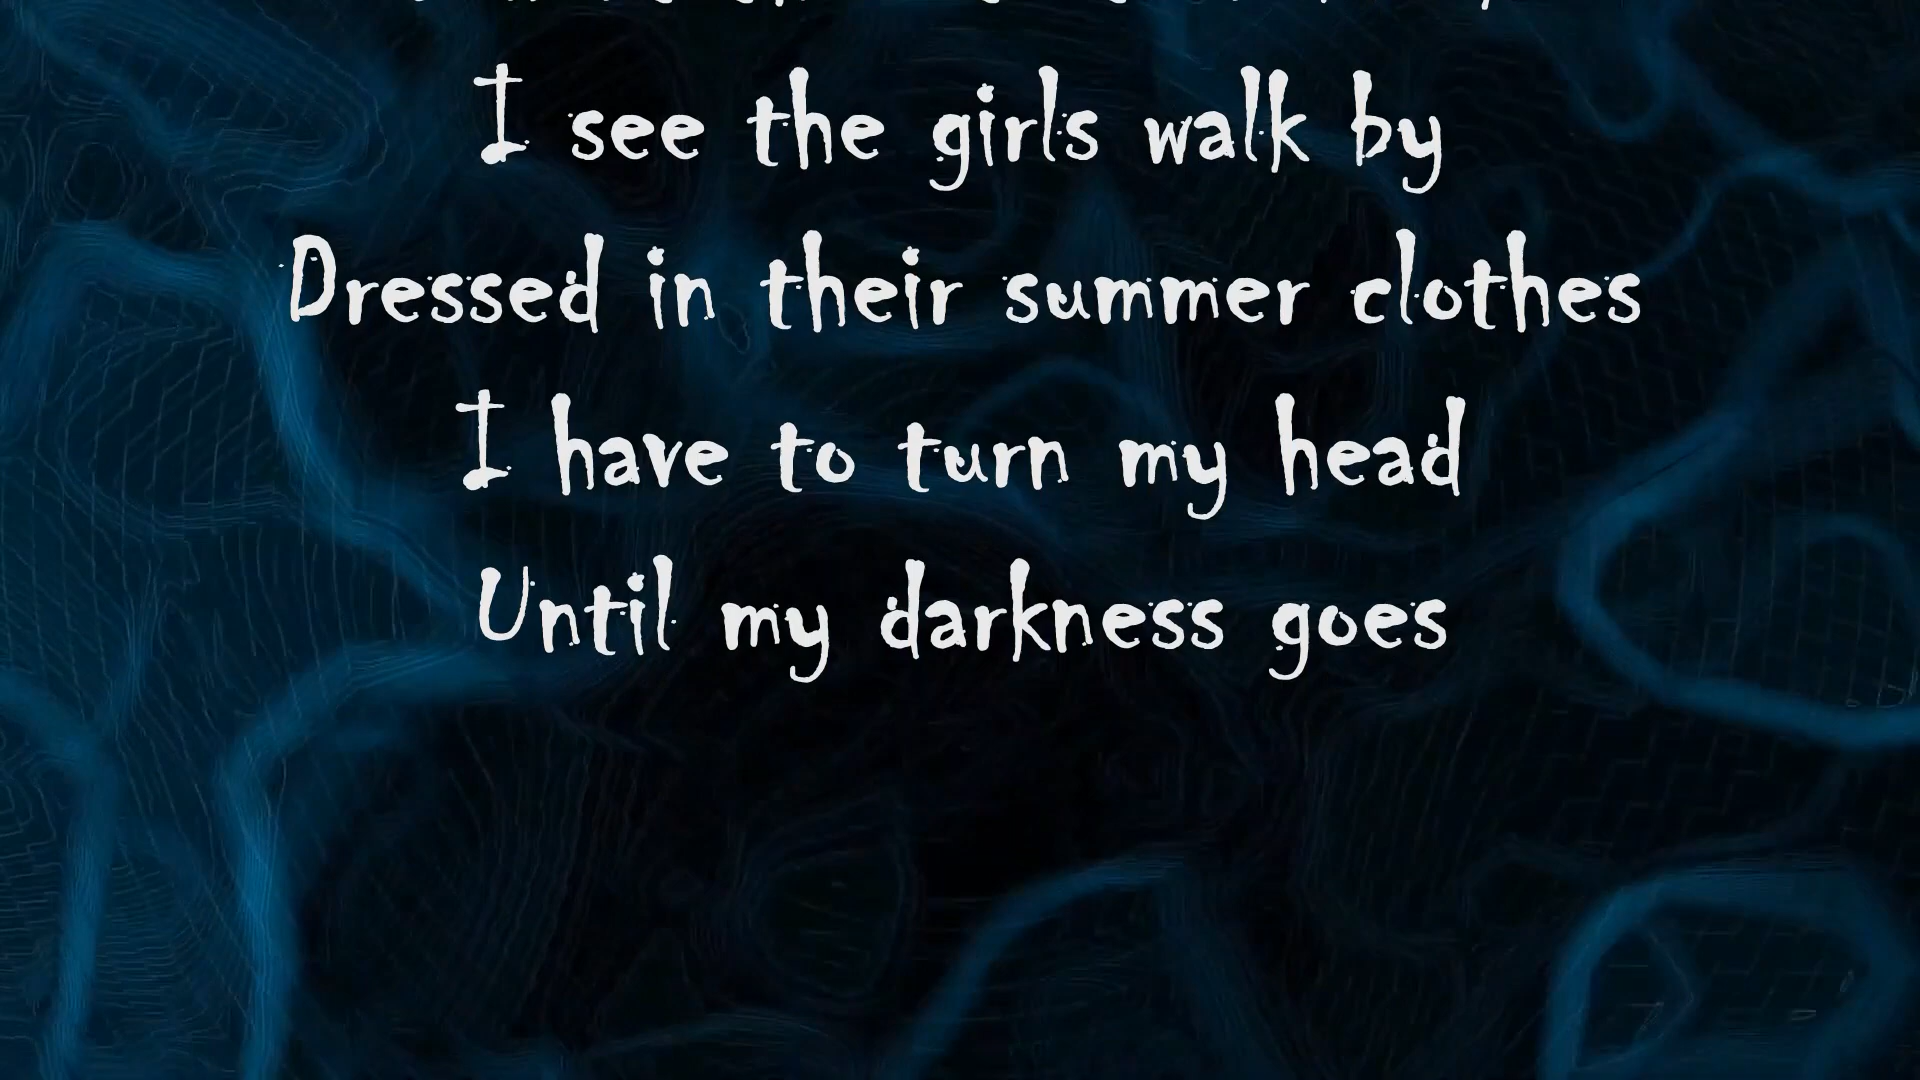 I see the girls walk by
Dressed in their summer clothes
I have to turn my head
Until my darkness goes